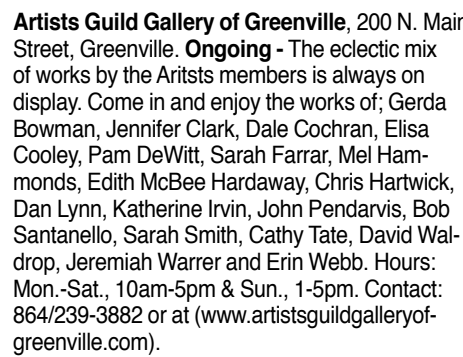 Artists Guild Gallery of Greenville, 200 N. Main
Street, Greenville. Ongoing - The eclectic mix
of works by the Aritsts members is always on
display. Come in and enjoy the works of; Gerda
Bowman, Jennifer Clark, Dale Cochran, Elisa
Cooley, Pam DeWitt, Sarah Farrar, Mel Ham-
monds, Edith McBee Hardaway, Chris Hartwick,
Dan Lynn, Katherine Irvin, John Pendarvis, Bob
Santanello, Sarah Smith, Cathy Tate, David Wal-
drop, Jeremiah Warrer and Erin Webb. Hours:
Mon.-Sat., 10am-5pm & Sun., 1-5pm. Contact:
864/239-3882 or at (www.artistsguildgalleryof-
greenville.com).